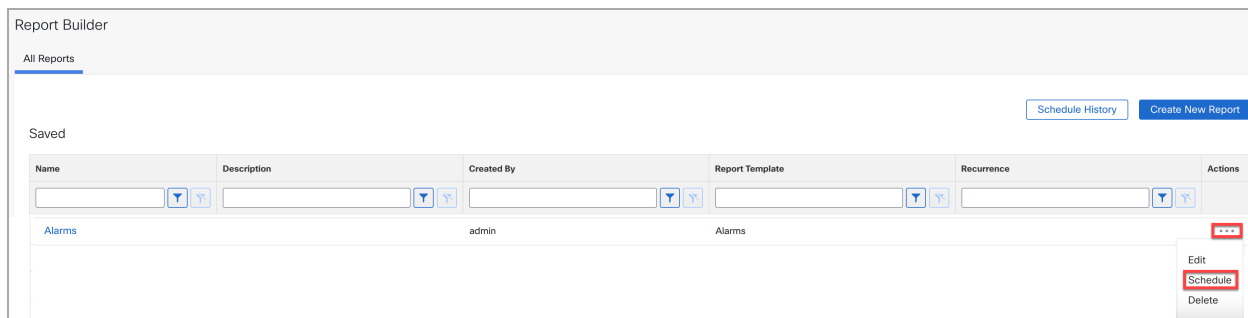 Report Builder
All Reports
Schedule History Create New Report
Saved
Name Description Created By Report Template Recurrence Actions
Alarms admin Alarms
Edit
Schedule
Delete